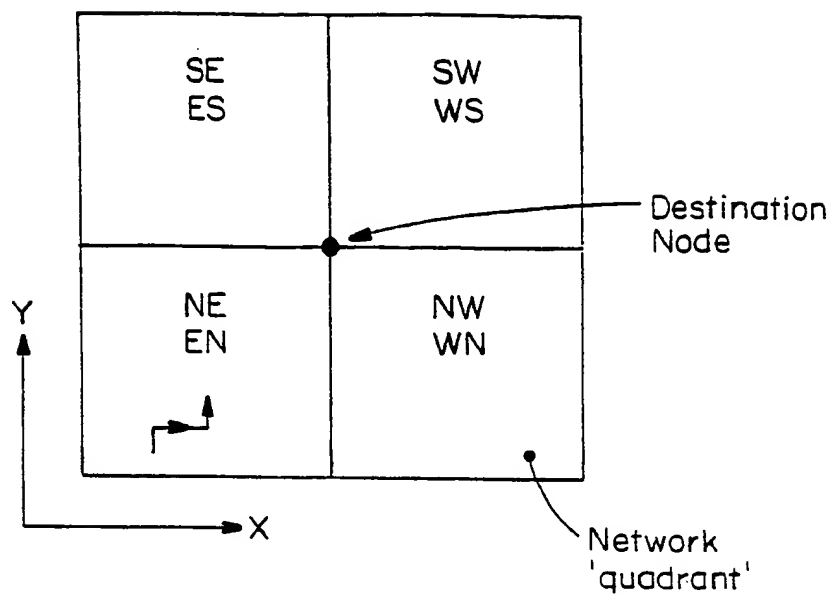 SE
ES
SW
WS
Destination
Node
NE
EN
NW
WN
Y
X
Network
'quadrant'